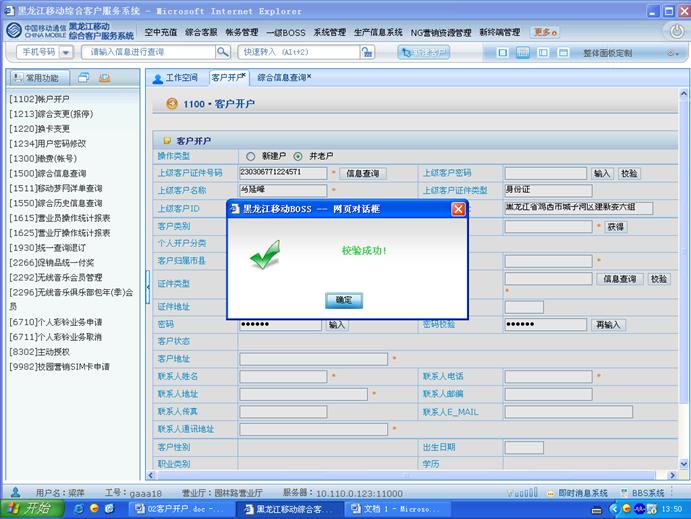 黑龙江移动综合客户服务系统 - Microsoft Internet Explorer
中国移动通信 CHINA MOBILE 黑龙江移动 综合客户服务系统
空中充值 综合客服 帐务管理 一级BOSS 系统管理 生产信息系统 NG营销资源管理 新终端管理 更多
手机号码 请输入信息进行查询 快速转入 (Alt+2) 新建客户 整体面板定制
常用功能
工作空间 客户开户 综合信息查询
[1102]帐户开户
[1213]综合变更(报停)
[1220]换卡变更
[1234]用户密码修改
[1300]缴费(帐号)
[1500]综合信息查询
[1511]移动梦网详单查询
[1550]综合历史信息查询
[1615]营业员操作统计报表
[1625]营业厅操作统计报表
[1930]统一查询退订
[2266]促销品统一付奖
[2292]无线音乐会员管理
[2296]无线音乐俱乐部包年(季)会员
[6710]个人彩铃业务申请
[6711]个人彩铃业务取消
[8302]主动授权
[9982]校园营销SIM卡申请
1100·客户开户
客户开户
操作类型 新建户 并老户
上级客户证件号码 230306771224571 * 信息查询 上级客户密码 输入 校验
上级客户名称 * 上级客户证件类型 身份证
上级客户ID 黑龙江省鸡西市城子河区建新委六组
客户类别 * 获得
个人开户分类
客户归属市县 *
证件类型 信息查询 校验 *
证件地址
密码 ●●●●●● 输入 密码校验 ●●●●●● 再输入
客户状态
客户地址 *
联系人姓名 * 联系人电话 *
联系人地址 * 联系人邮编
联系人传真 联系人E_MAIL
联系人通讯地址 *
客户性别 出生日期
职业类别 学历
黑龙江移动BOSS -- 网页对话框
校验成功!
确定
用户名：梁萍 工号：gaaa18 营业厅：园林路营业厅 服务器：10.110.0.123:11000 即时消息系统 BBS系统
开始 02客户开户.doc -... 黑龙江移动综合客... 文档 1 - Microso... 13:50